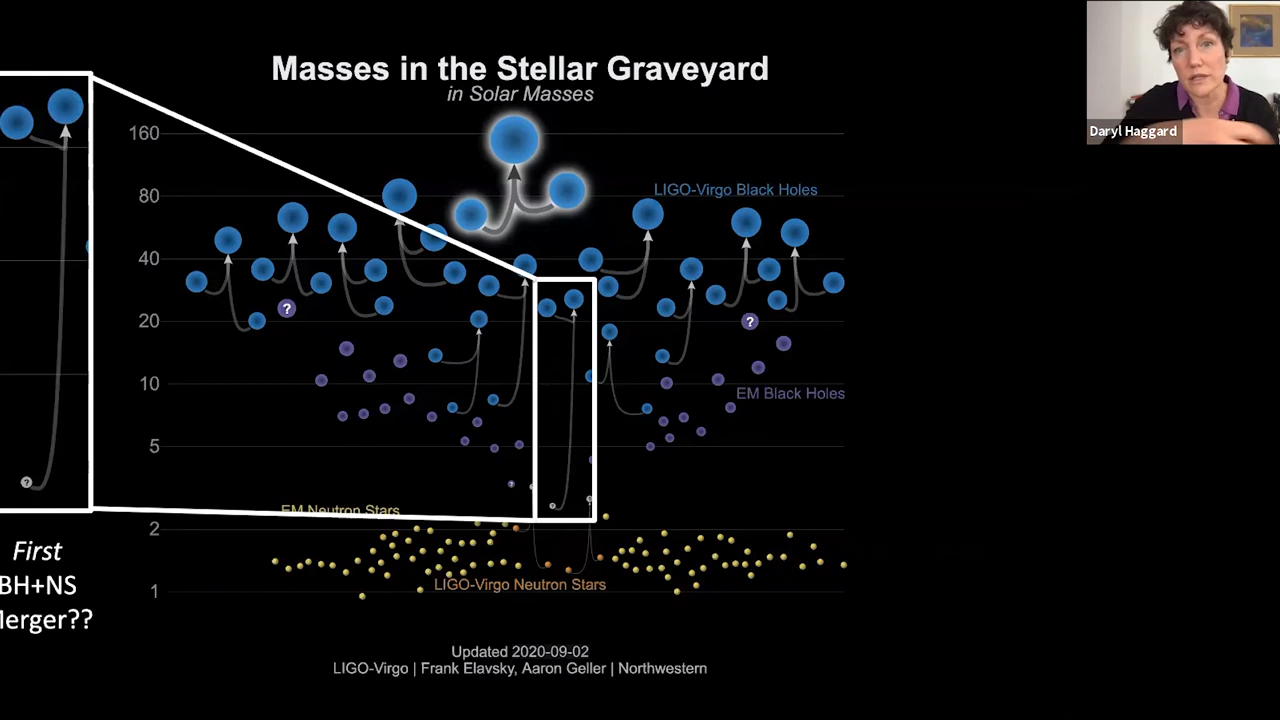 Masses in the Stellar Graveyard
in Solar Masses
160
80
40
20
10
5
2
1
LIGO-Virgo Black Holes
EM Black Holes
EM Neutron Stars
LIGO-Virgo Neutron Stars
?
?
?
?
?
?
First
BH+NS
Merger??
Updated 2020-09-02
LIGO-Virgo | Frank Elavsky, Aaron Geller | Northwestern
Daryl Haggard